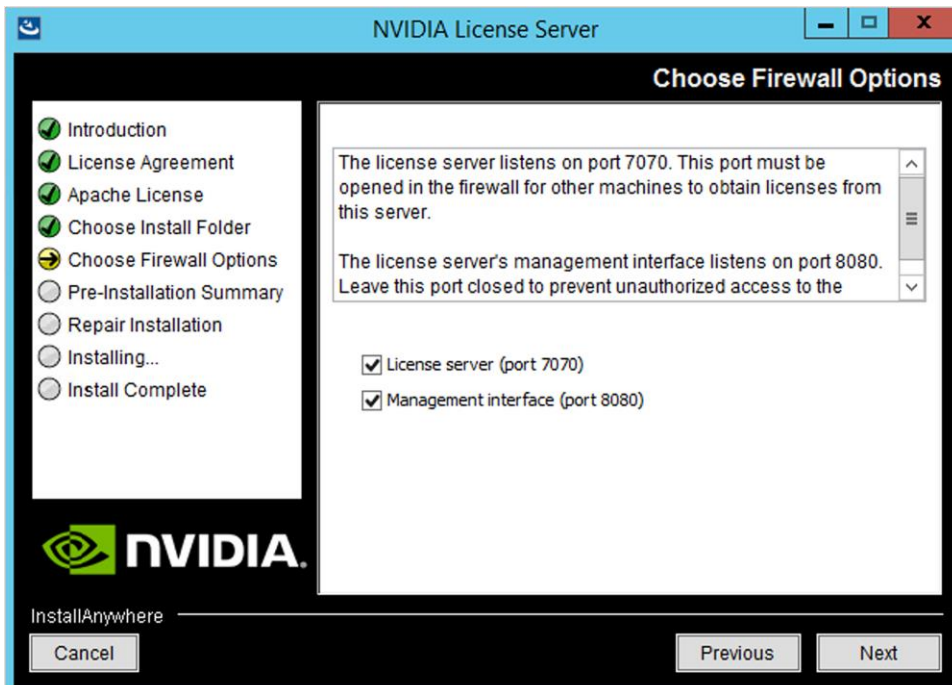 NVIDIA License Server
Choose Firewall Options
Introduction
License Agreement
Apache License
Choose Install Folder
Choose Firewall Options
Pre-Installation Summary
Repair Installation
Installing...
Install Complete
The license server listens on port 7070. This port must be
opened in the firewall for other machines to obtain licenses from
this server.
The license server's management interface listens on port 8080.
Leave this port closed to prevent unauthorized access to the
License server (port 7070)
Management interface (port 8080)
NVIDIA.
InstallAnywhere
Cancel
Previous
Next